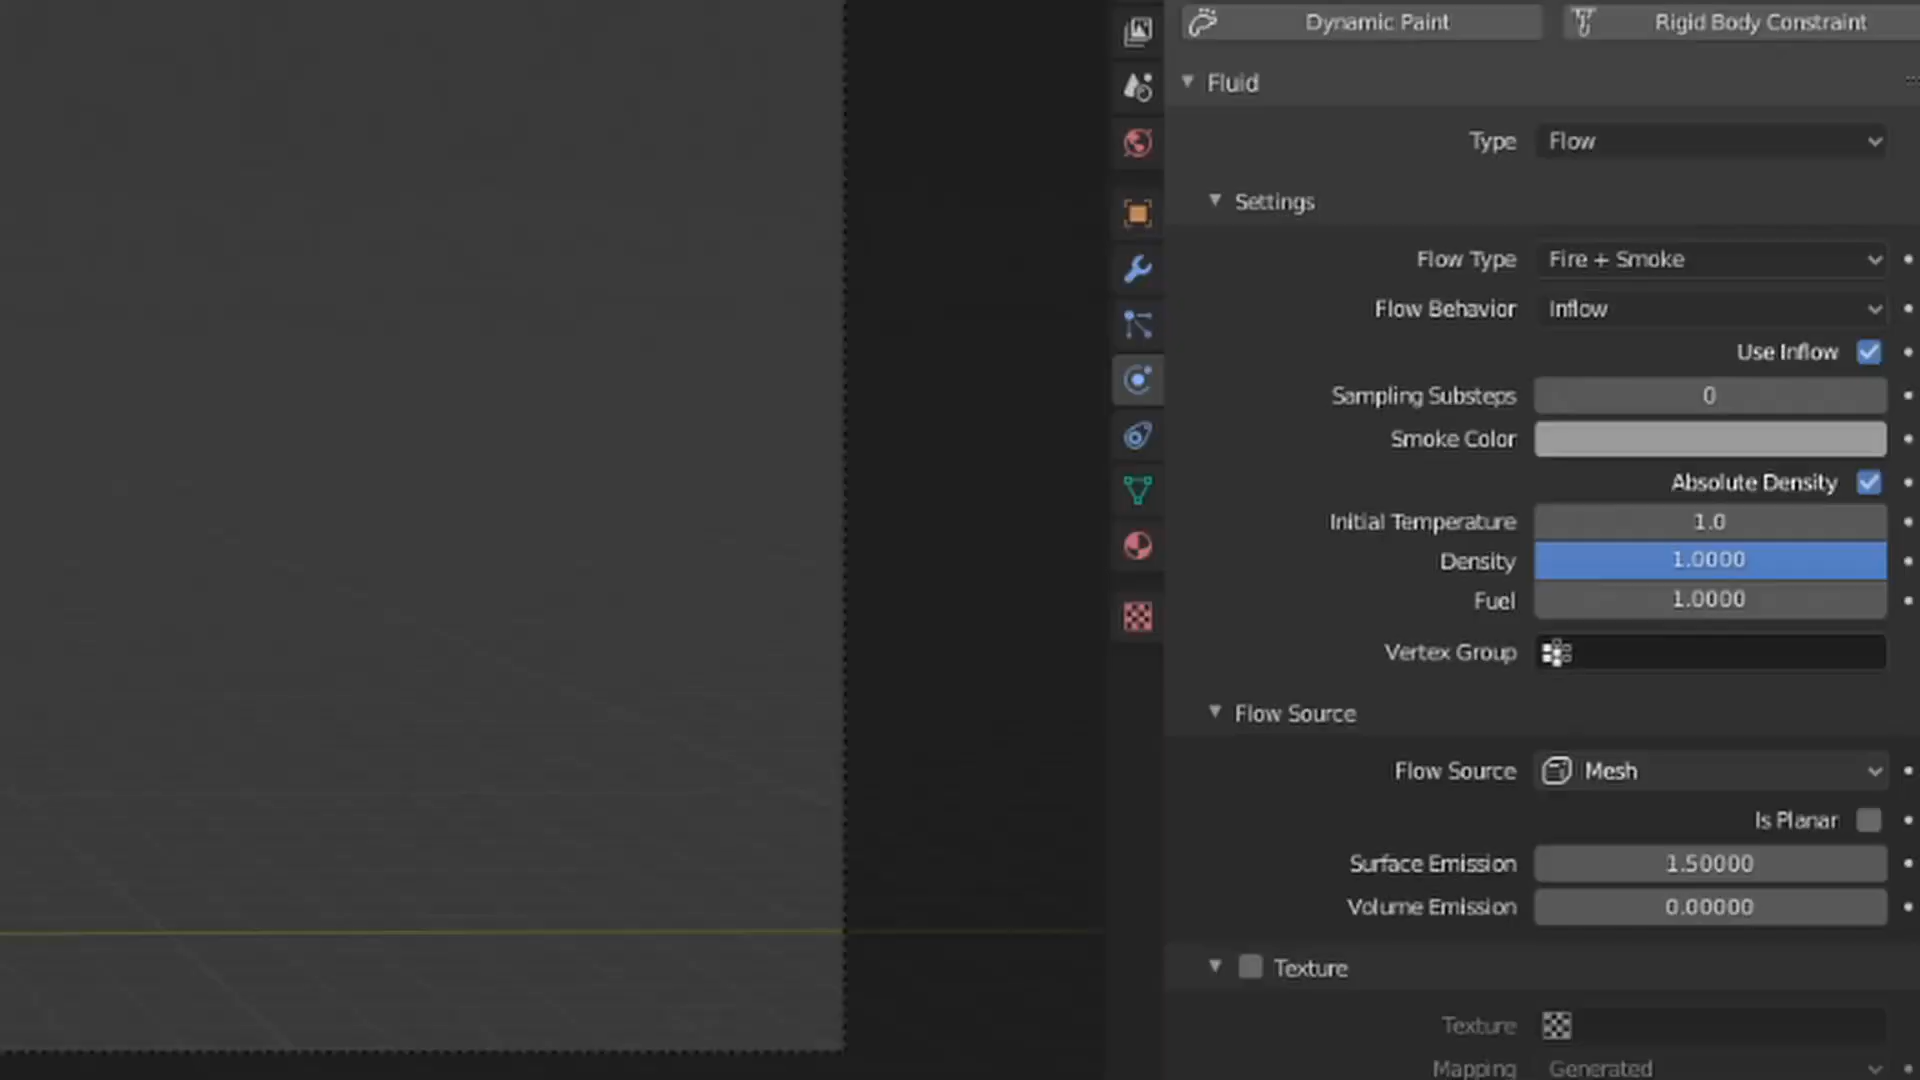 Dynamic Paint Rigid Body Constraint
Fluid
Type Flow
Settings
Flow Type Fire + Smoke
Flow Behavior Inflow
Use Inflow
Sampling Substeps 0
Smoke Color
Absolute Density
Initial Temperature 1.0
Density 1.0000
Fuel 1.0000
Vertex Group
Flow Source
Flow Source Mesh
Is Planar
Surface Emission 1.50000
Volume Emission 0.00000
Texture
Texture
Mapping Generated